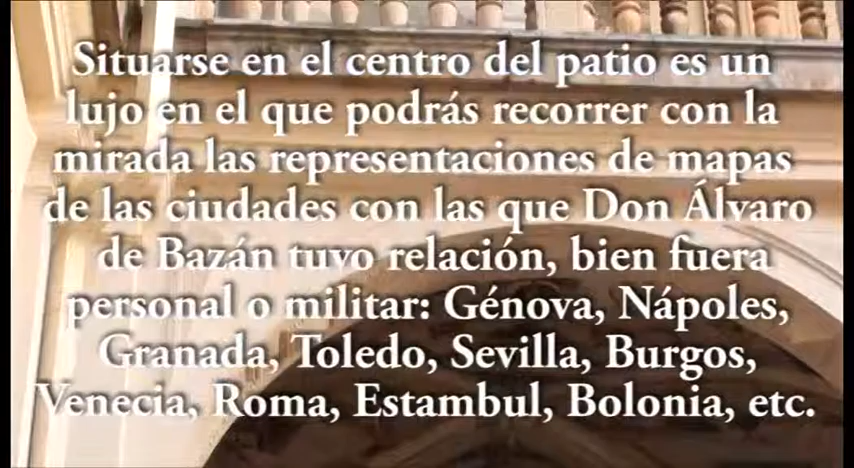 Situarse en el centro del patio es un
lujo en el que podrás recorrer con la
mirada las representaciones de mapas
de las ciudades con las que Don Álvaro
de Bazán tuvo relación, bien fuera
personal o militar: Génova, Nápoles,
Granada, Toledo, Sevilla, Burgos,
Venecia, Roma, Estambul, Bolonia, etc.